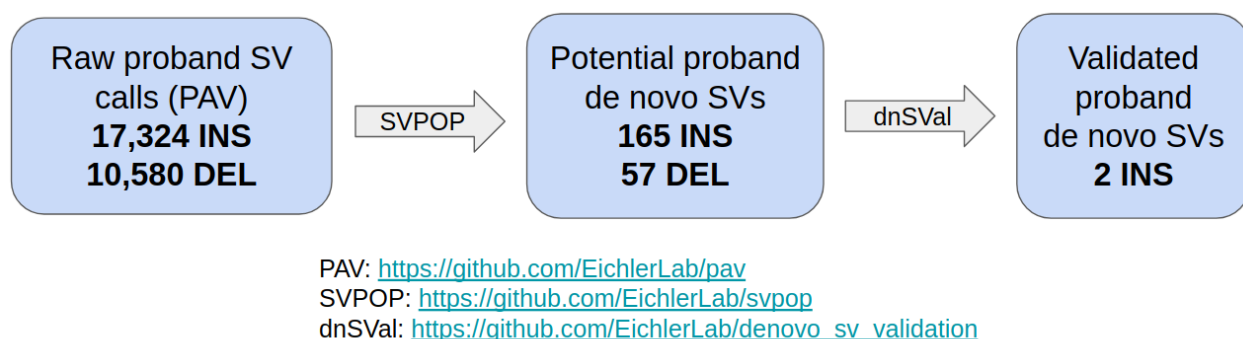 Raw proband SV
calls (PAV)
17,324 INS
10,580 DEL
SVPOP
Potential proband
de novo SVs
165 INS
57 DEL
dnSVal
Validated
proband
de novo SVs
2 INS
PAV: https://github.com/EichlerLab/pav
SVPOP: https://github.com/EichlerLab/svpop
dnSVal: https://github.com/EichlerLab/denovo_sv_validation